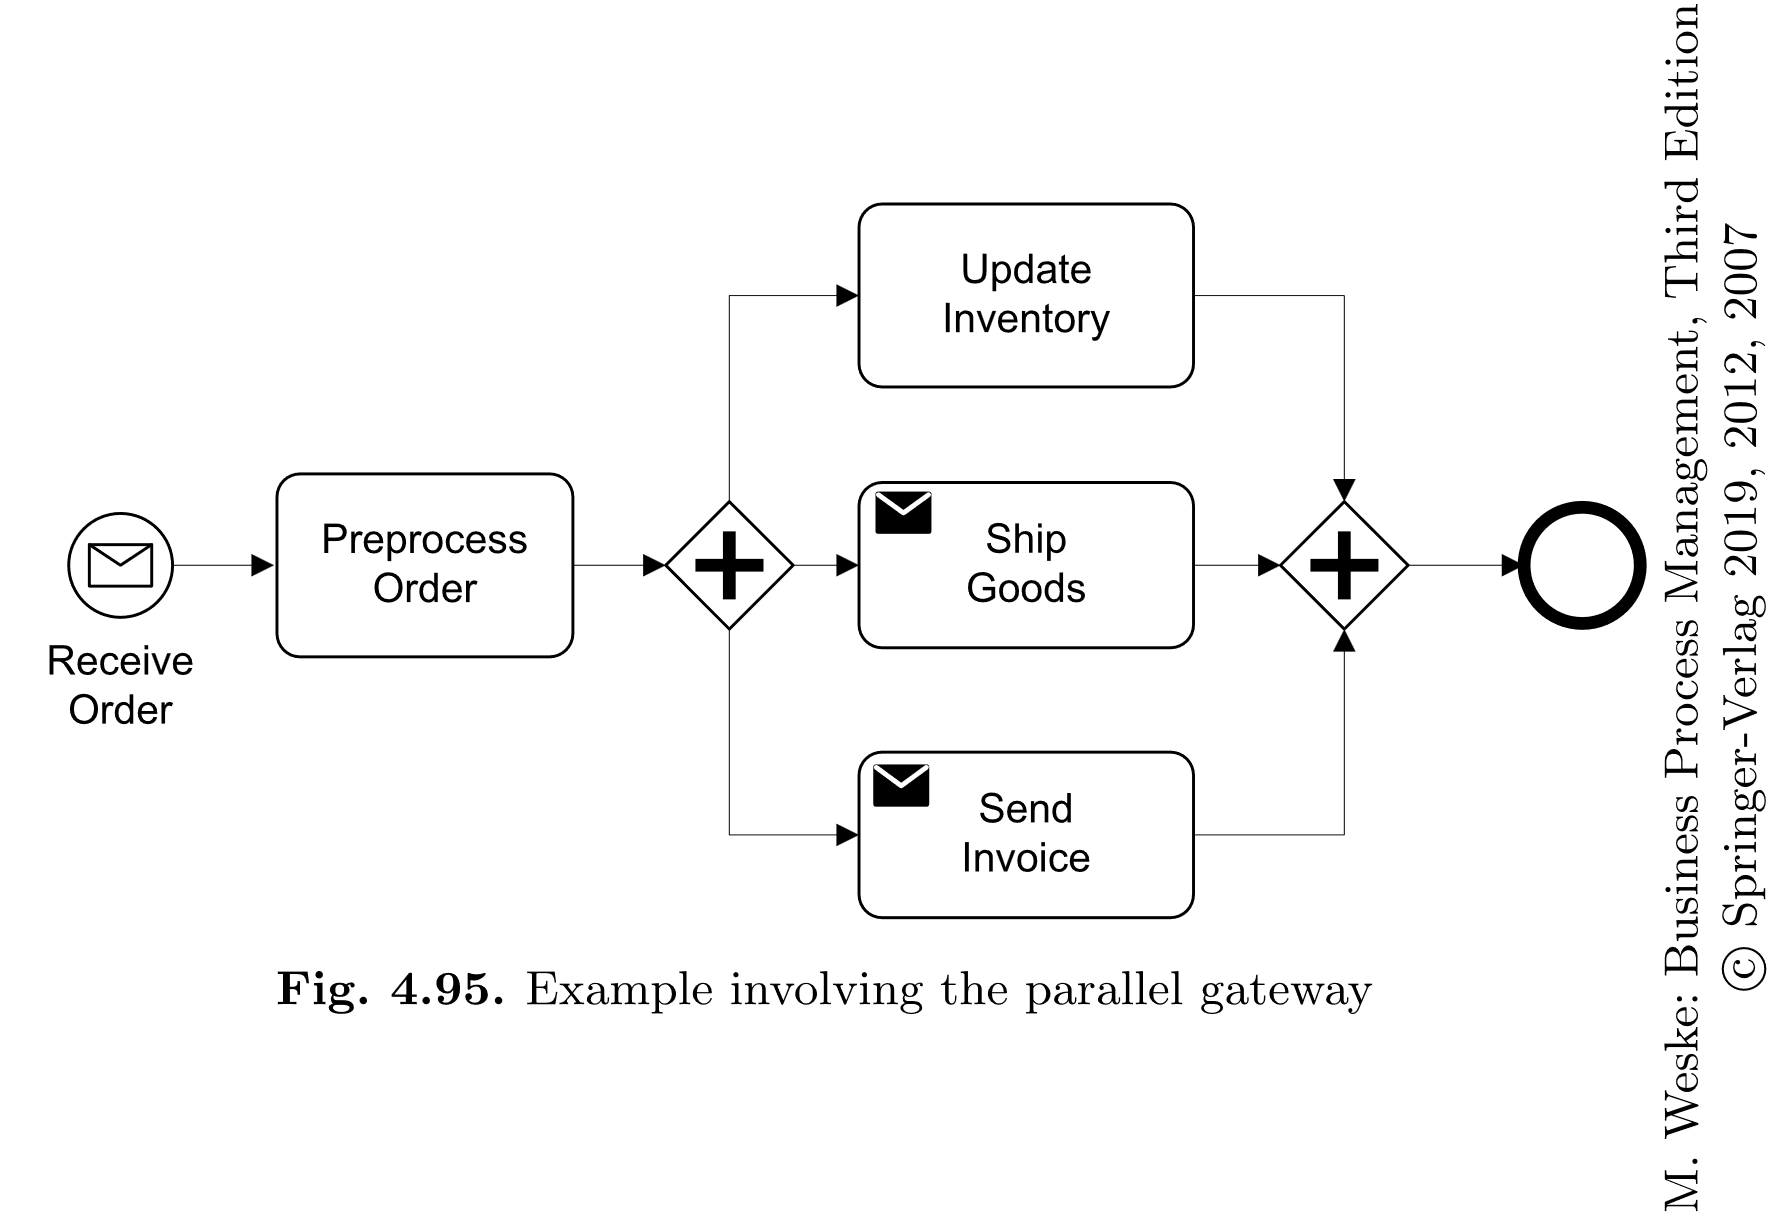 Receive
Order
Preprocess
Order
Update
Inventory
Ship
Goods
Send
Invoice
Fig. 4.95. Example involving the parallel gateway
M. Weske: Business Process Management, Third Edition
© Springer-Verlag 2019, 2012, 2007